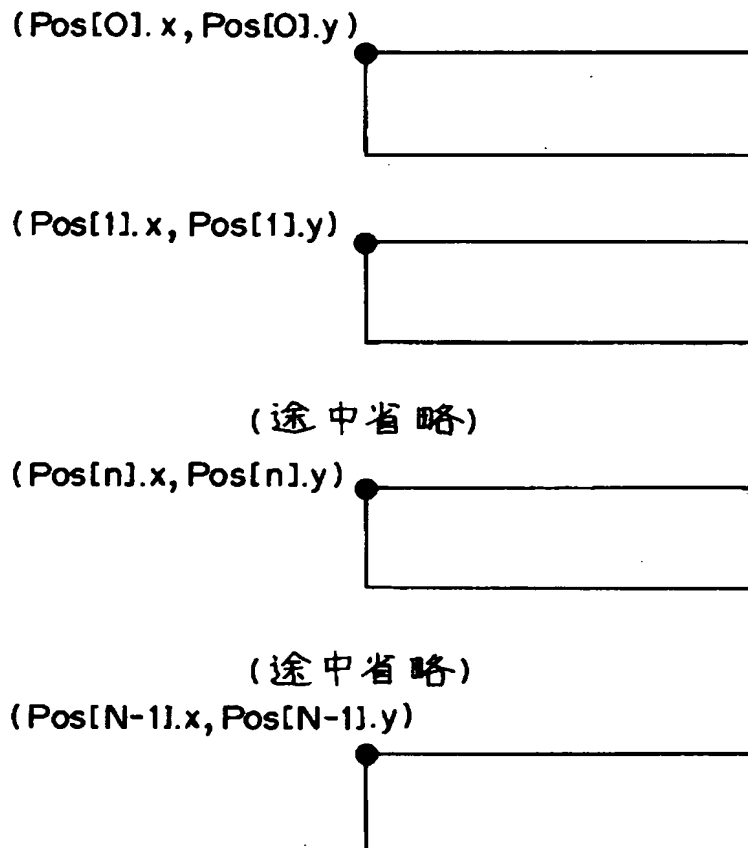 (Pos[0].x, Pos[0].y)
(Pos[1].x, Pos[1].y)
(途中省略)
(Pos[n].x, Pos[n].y)
(途中省略)
(Pos[N-1].x, Pos[N-1].y)